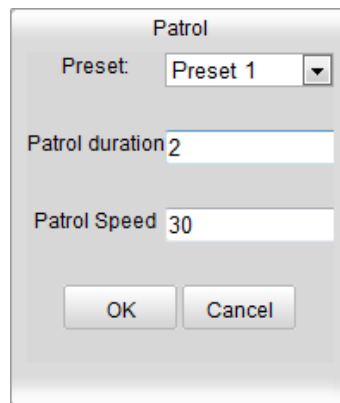 Patrol
Preset: Preset 1
Patrol duration 2
Patrol Speed 30
OK Cancel